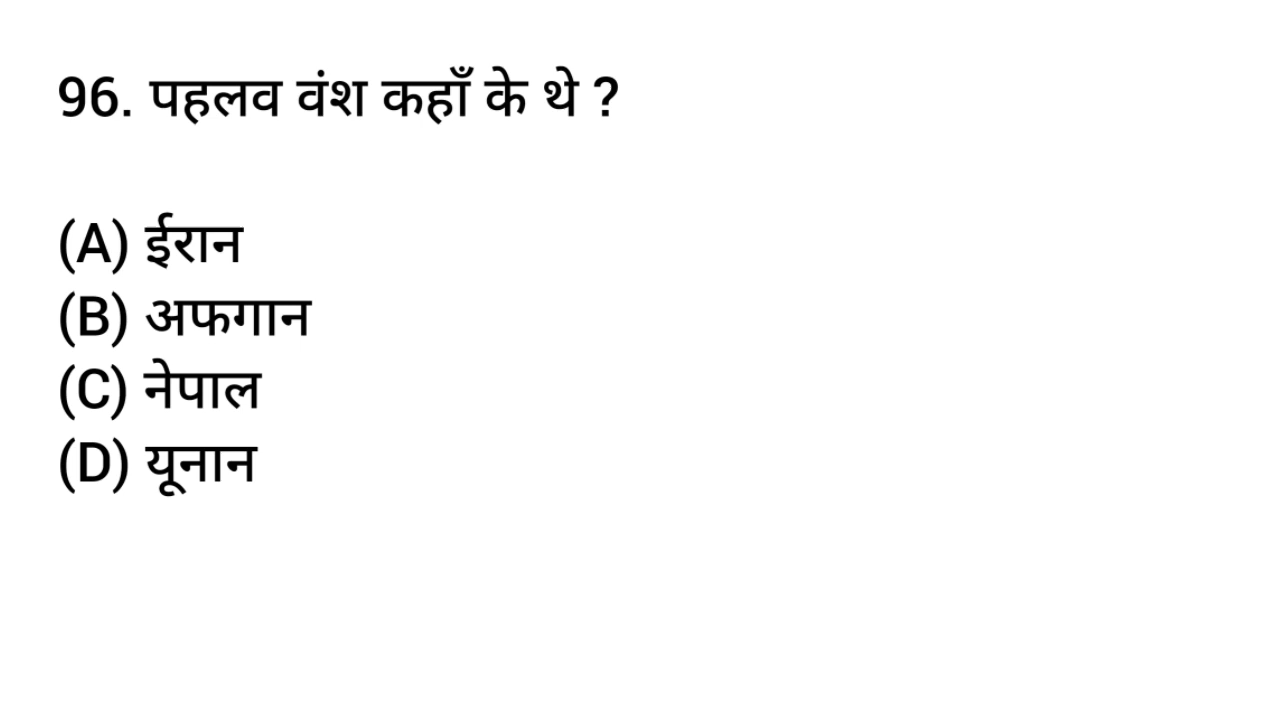 96. पहलव वंश कहाँ के थे ?
(A) ईरान
(B) अफगान
(C) नेपाल
(D) यूनान